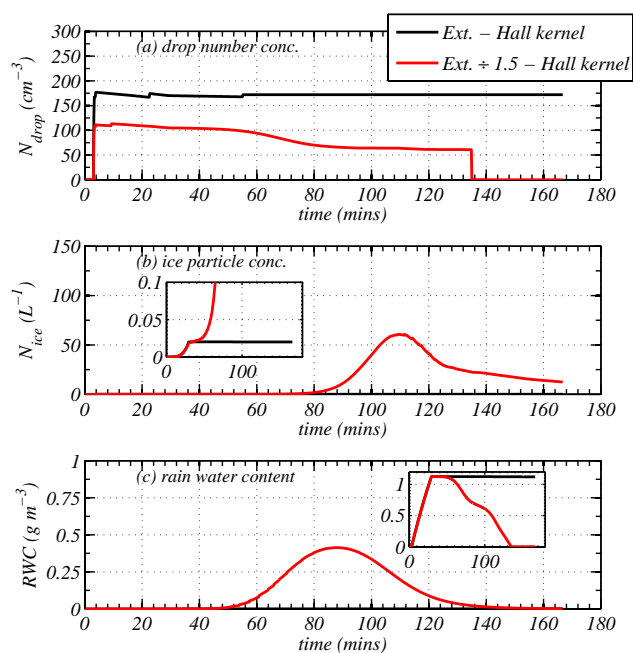 Ext. − Hall kernel
Ext. ÷ 1.5 − Hall kernel
(a) drop number conc.
N_drop (cm⁻³)
300
250
200
150
100
50
0
0 20 40 60 80 100 120 140 160 180
time (mins)
(b) ice particle conc.
N_ice (L⁻¹)
150
100
50
0
0.1
0.05
0
0 100
0 20 40 60 80 100 120 140 160 180
time (mins)
(c) rain water content
RWC (g m⁻³)
1
0.75
0.5
0.25
0
1
0.5
0
0 100
0 20 40 60 80 100 120 140 160 180
time (mins)